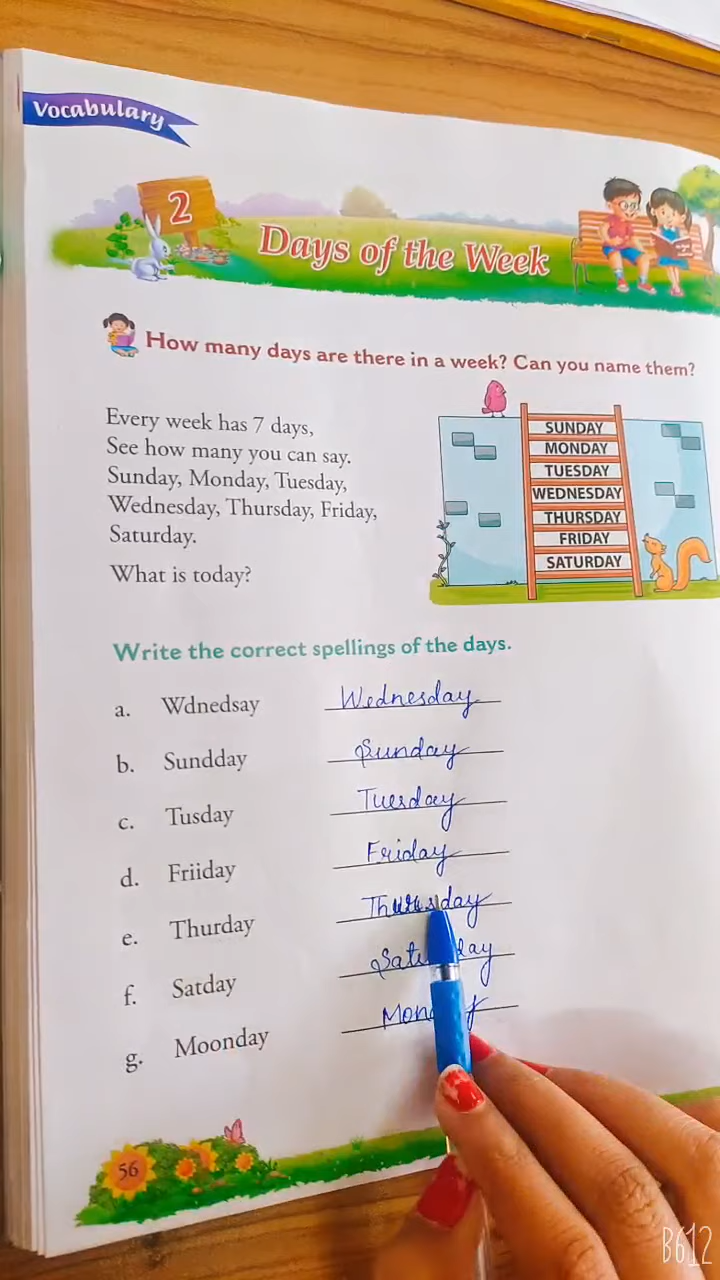 Vocabulary
2
Days of the Week
How many days are there in a week? Can you name them?
Every week has 7 days,
See how many you can say.
Sunday, Monday, Tuesday,
Wednesday, Thursday, Friday,
Saturday.
What is today?
SUNDAY
MONDAY
TUESDAY
WEDNESDAY
THURSDAY
FRIDAY
SATURDAY
Write the correct spellings of the days.
a. Wdnedsay Wednesday
b. Sundday Sunday
c. Tusday Tuesday
d. Friiday Friday
e. Thurday Thursday
f. Satday
g. Moonday
56
B612